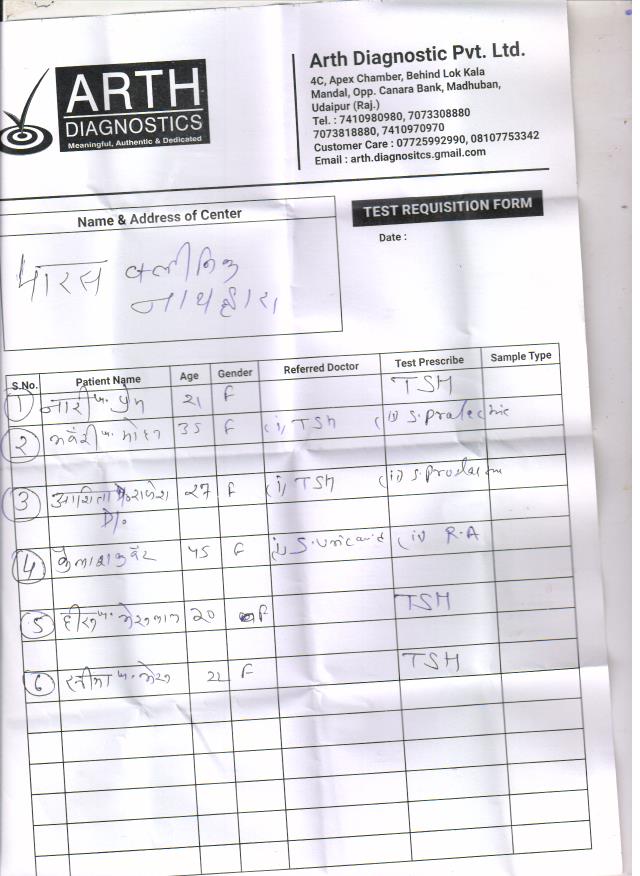 ARTH
DIAGNOSTICS
Meaningful, Authentic & Dedicated
Arth Diagnostic Pvt. Ltd.
4C, Apex Chamber, Behind Lok Kala
Mandal, Opp. Canara Bank, Madhuban,
Udaipur (Raj.)
Tel. : 7410980980, 7073308880
7073818880, 7410970970
Customer Care : 07725992990, 08107753342
Email : arth.diagnositcs.gmail.com
Name & Address of Center
TEST REQUISITION FORM
Date :
पारस क्लीनिक
नाथद्वारा
S.No. Patient Name Age Gender Referred Doctor Test Prescribe Sample Type
1 21 F TSH
2 35 F (i) TSH (ii)
3 27 F (i) TSH (ii)
D/o
4 45 F (i) (ii) R.A
5 20 F TSH
6 22 F TSH